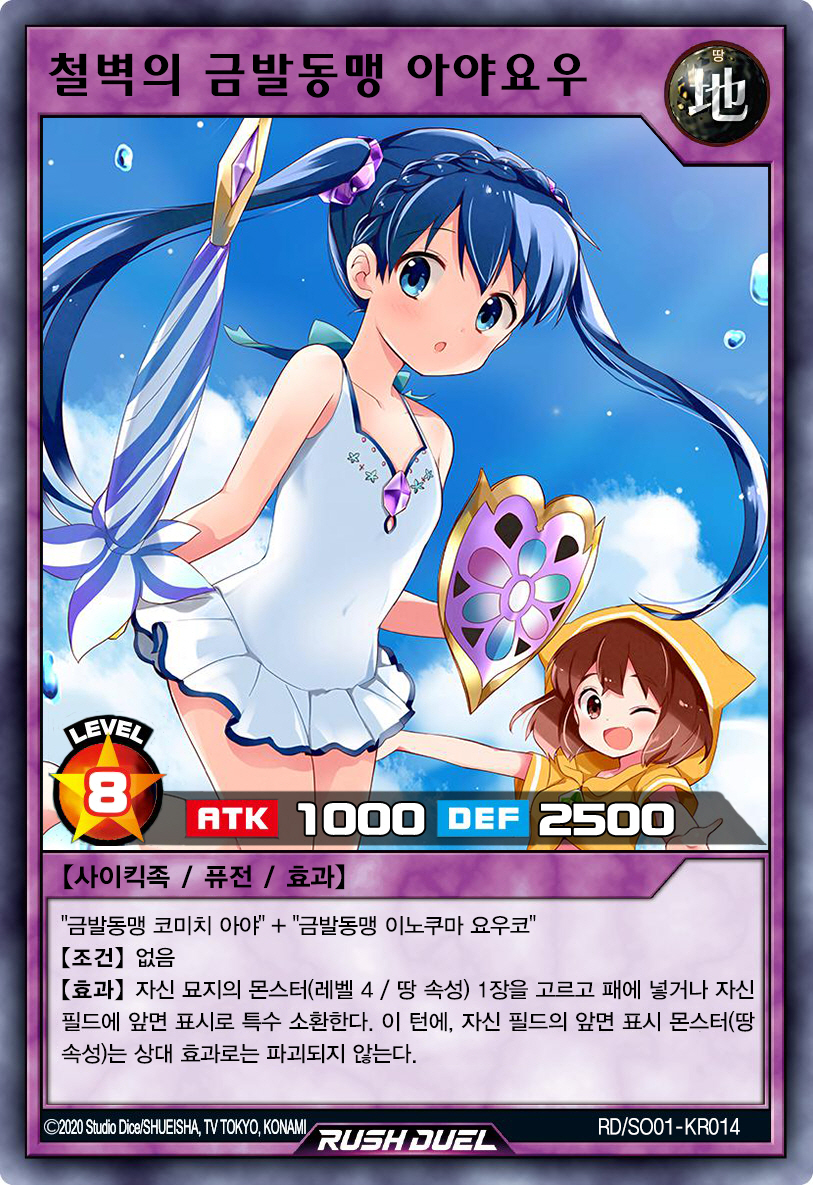 철벽의 금발동맹 아야요우
땅
地
LEVEL
8
ATK 1000 DEF 2500
【사이킥족 / 퓨전 / 효과】
"금발동맹 코미치 아야" + "금발동맹 이노쿠마 요우코"
【조건】 없음
【효과】 자신 묘지의 몬스터(레벨 4 / 땅 속성) 1장을 고르고 패에 넣거나 자신
필드에 앞면 표시로 특수 소환한다. 이 턴에, 자신 필드의 앞면 표시 몬스터(땅
속성)는 상대 효과로는 파괴되지 않는다.
©2020 Studio Dice/SHUEISHA, TV TOKYO, KONAMI
RUSH DUEL
RD/SO01-KR014